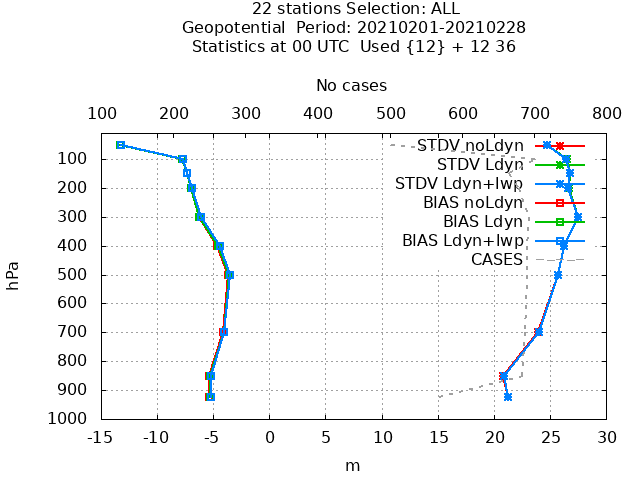 22 stations Selection: ALL
Geopotential  Period: 20210201-20210228
Statistics at 00 UTC  Used {12} + 12 36
No cases
100 200 300 400 500 600 700 800
STDV noLdyn
STDV Ldyn
STDV Ldyn+lwp
BIAS noLdyn
BIAS Ldyn
BIAS Ldyn+lwp
CASES
hPa
100
200
300
400
500
600
700
800
900
1000
-15 -10 -5 0 5 10 15 20 25 30
m